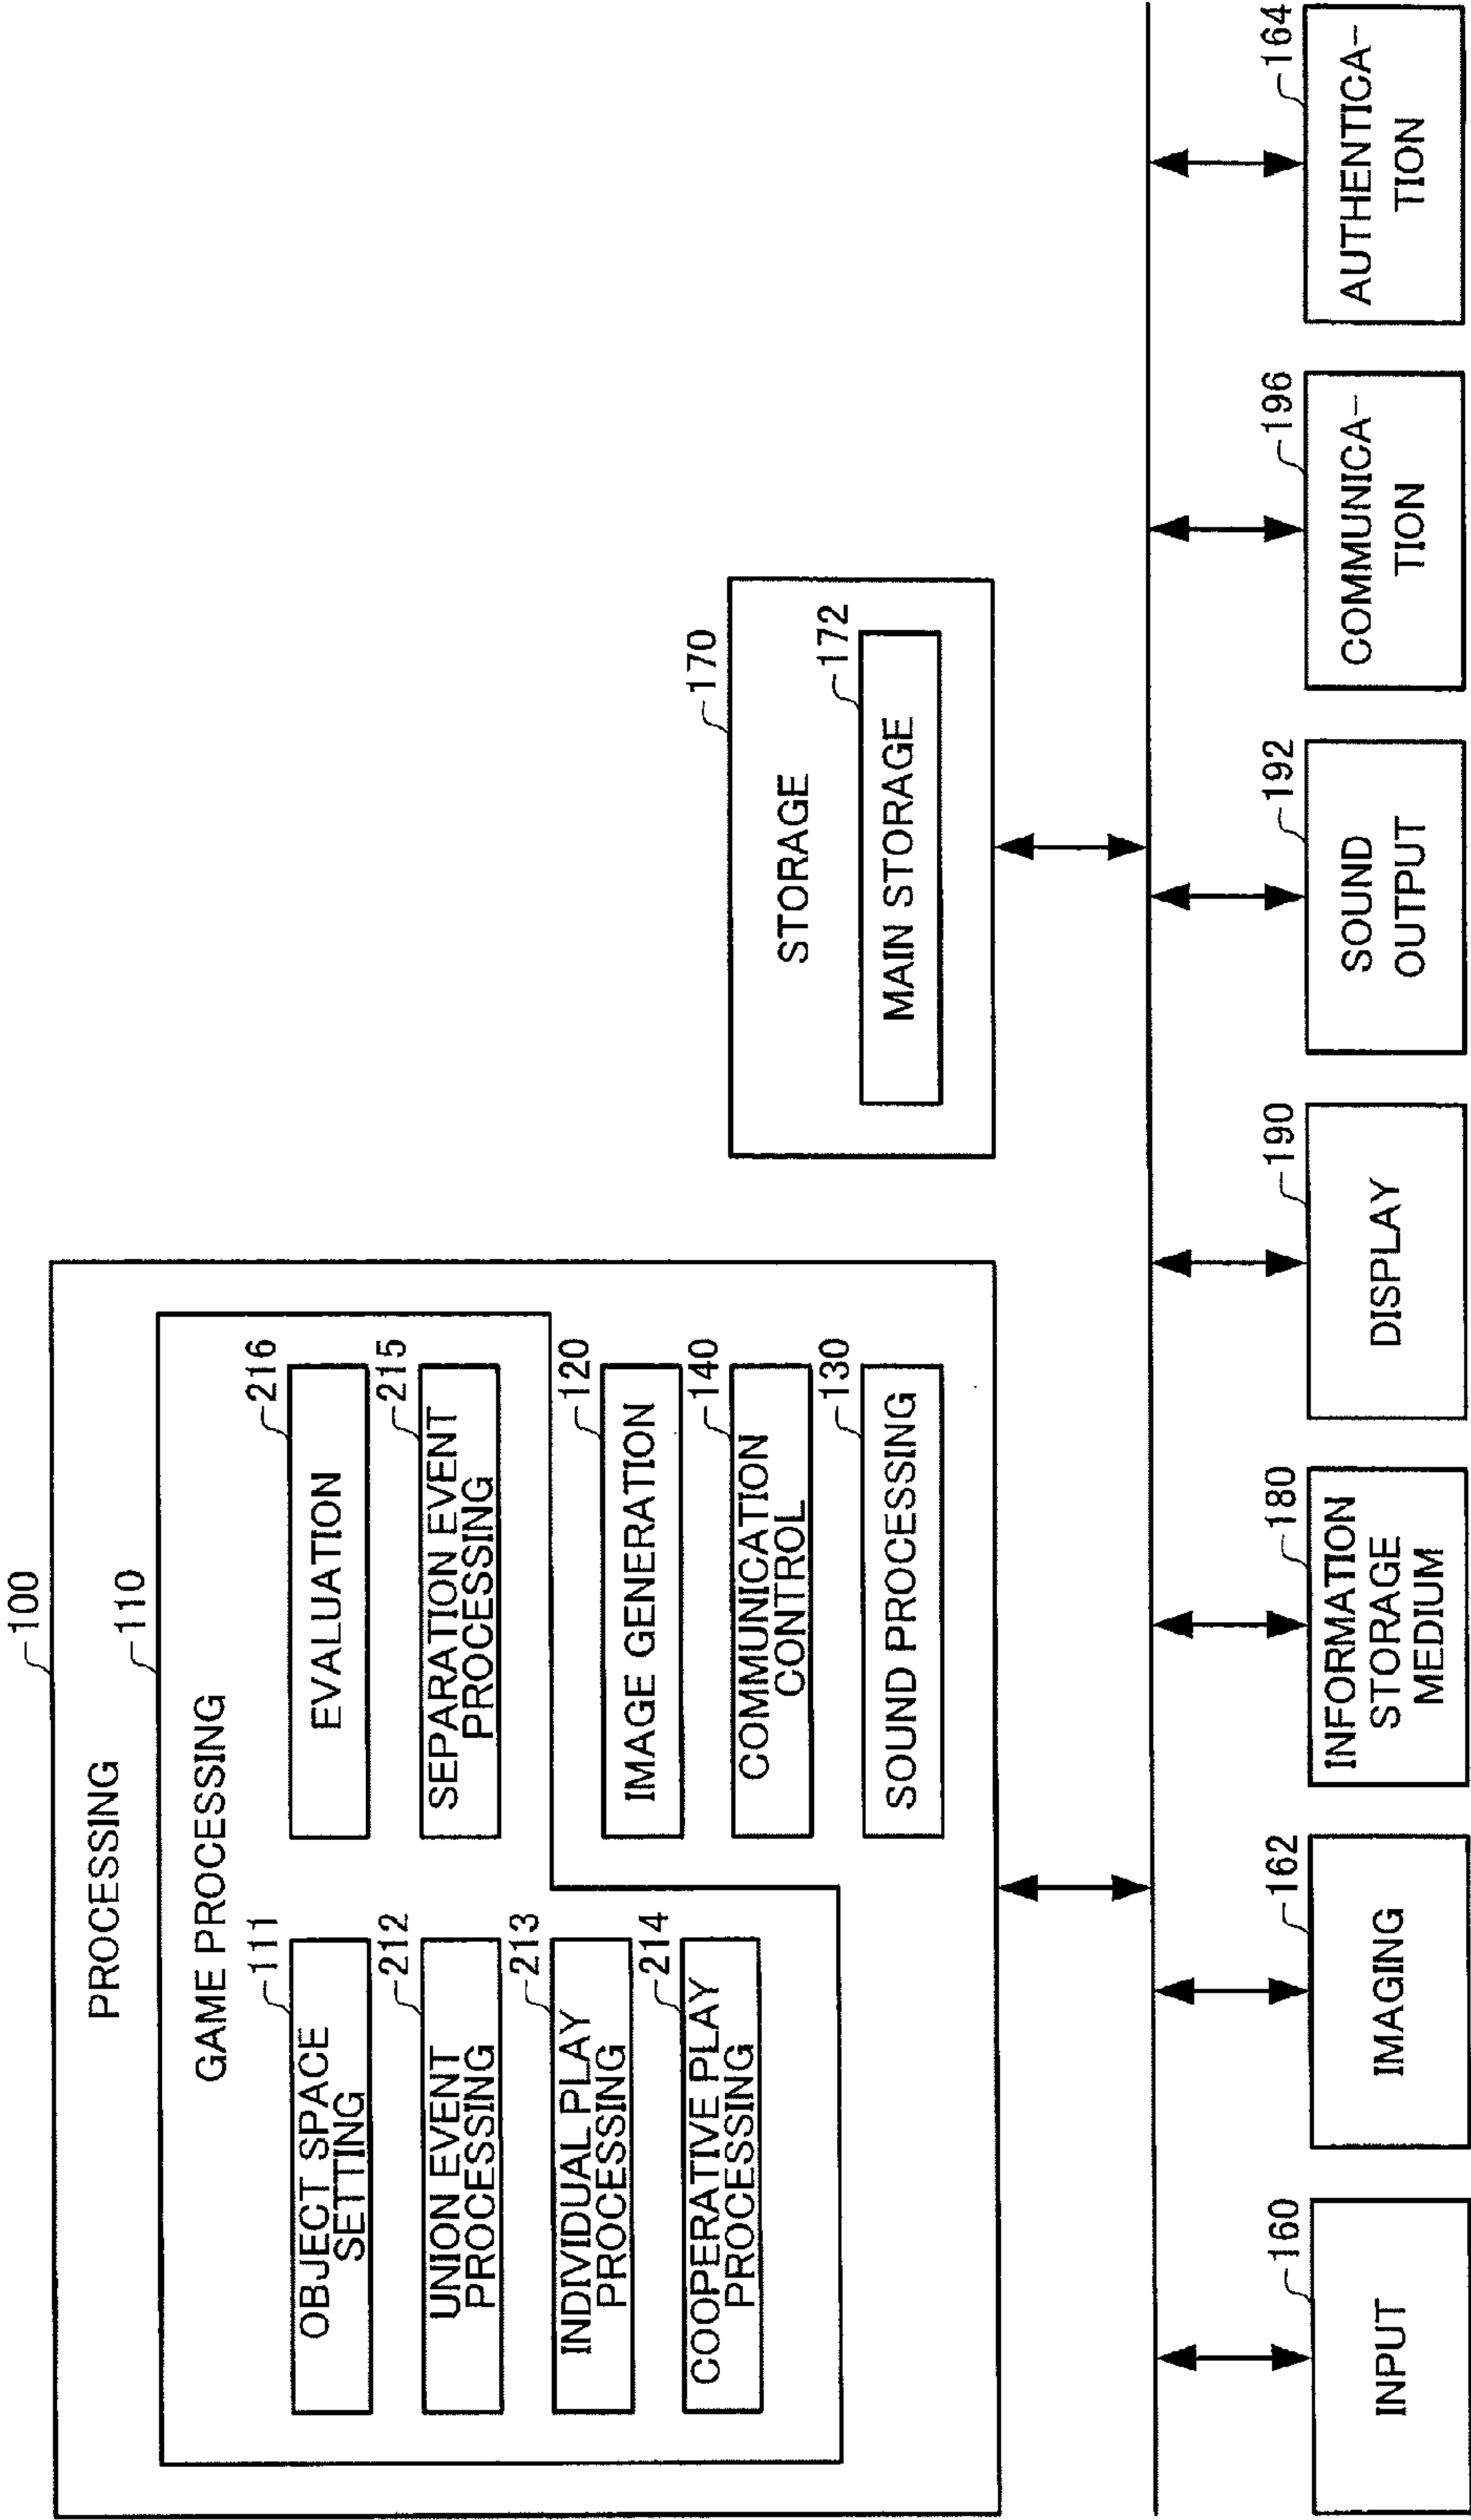 100
PROCESSING
110
GAME PROCESSING
111
OBJECT SPACE
SETTING
212
UNION EVENT
PROCESSING
213
INDIVIDUAL PLAY
PROCESSING
214
COOPERATIVE PLAY
PROCESSING
216
EVALUATION
215
SEPARATION EVENT
PROCESSING
120
IMAGE GENERATION
140
COMMUNICATION
CONTROL
130
SOUND PROCESSING
170
STORAGE
172
MAIN STORAGE
160
INPUT
162
IMAGING
180
INFORMATION
STORAGE
MEDIUM
190
DISPLAY
192
SOUND
OUTPUT
196
COMMUNICA-
TION
164
AUTHENTICA-
TION